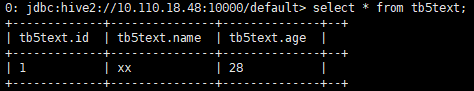 0: jdbc:hive2://10.110.18.48:10000/default> select * from tb5text;
+-------------+---------------+--------------+--+
| tb5text.id  | tb5text.name  | tb5text.age  |
+-------------+---------------+--------------+--+
| 1           | xx            | 28           |
+-------------+---------------+--------------+--+